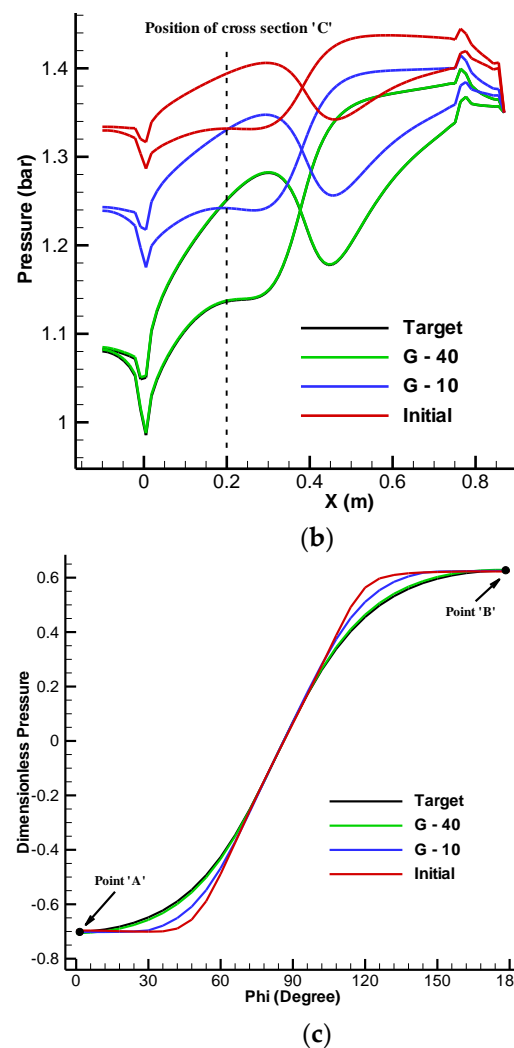 Position of cross section 'C'
1.4
1.3
1.2
1.1
1
Pressure (bar)
Target
G - 40
G - 10
Initial
0 0.2 0.4 0.6 0.8
X (m)
(b)
0.6
0.4
0.2
0
-0.2
-0.4
-0.6
-0.8
Dimensionless Pressure
Point 'B'
Target
G - 40
G - 10
Initial
Point 'A'
0 30 60 90 120 150 18
Phi (Degree)
(c)